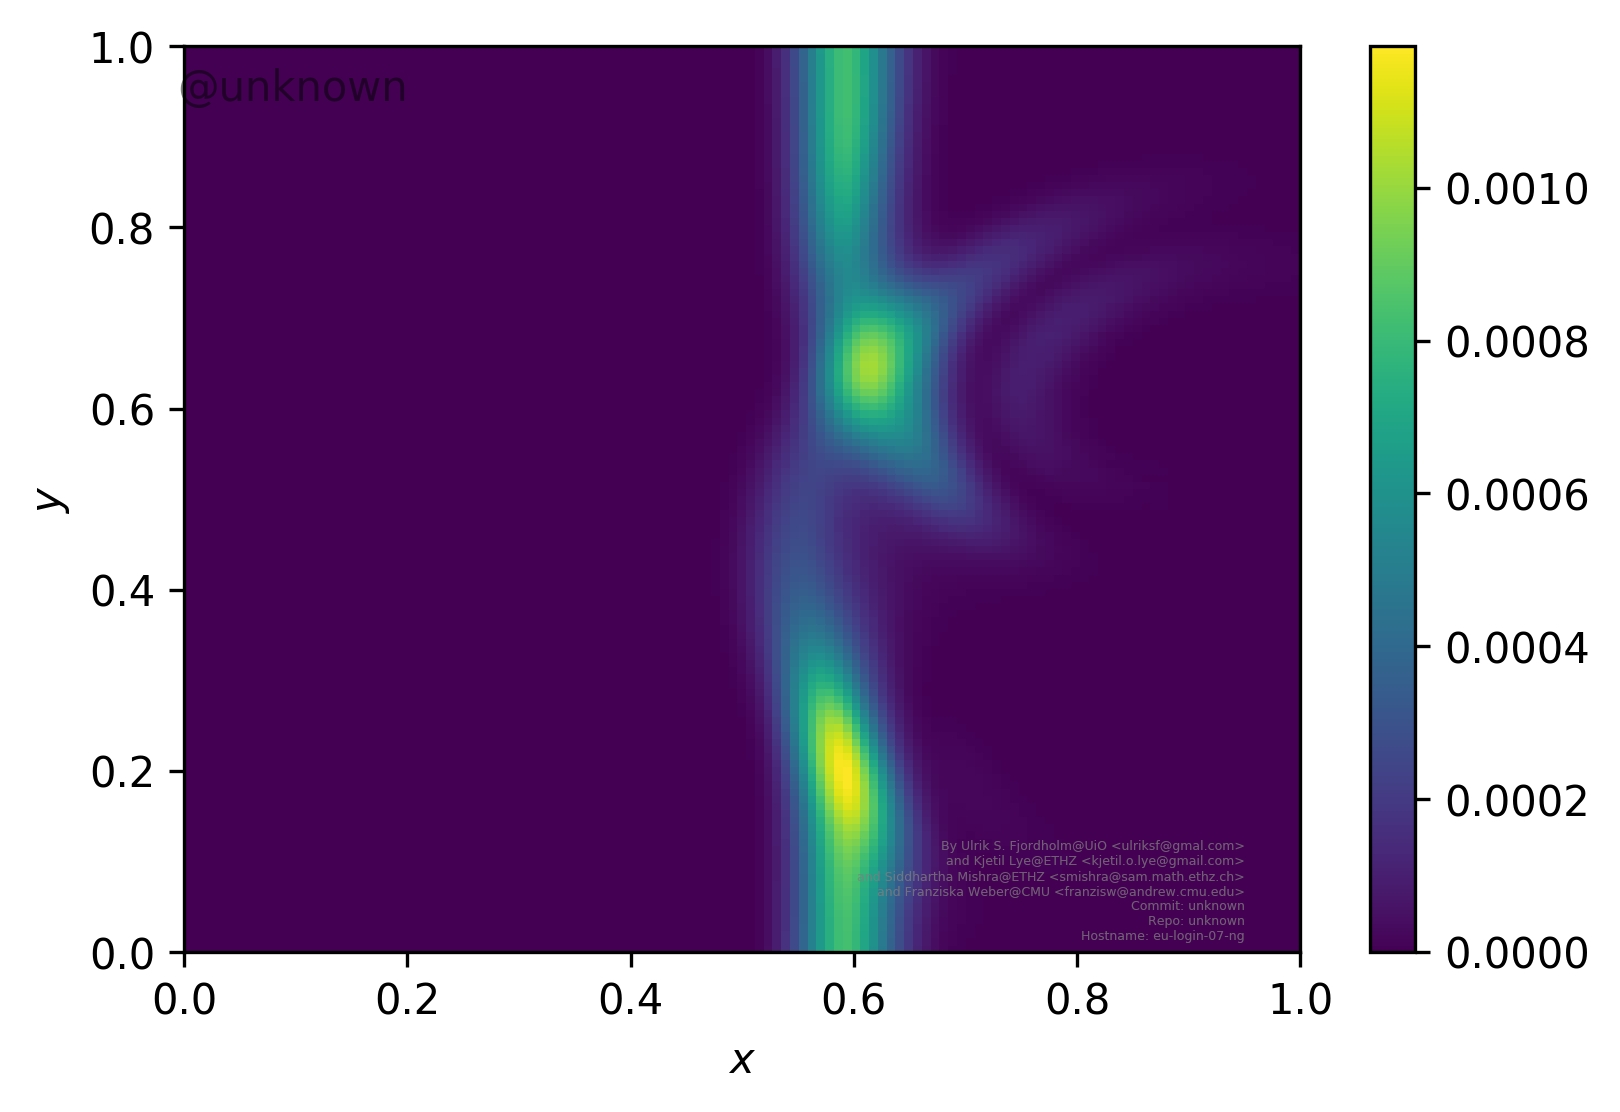 1.0
@unknown
0.8
0.6
0.4
0.2
0.0
y
0.0 0.2 0.4 0.6 0.8 1.0
x
0.0010
0.0008
0.0006
0.0004
0.0002
0.0000
By Ulrik S. Fjordholm@UiO <ulriksf@gmal.com>
and Kjetil Lye@ETHZ <kjetil.o.lye@gmail.com>
and Siddhartha Mishra@ETHZ <smishra@sam.math.ethz.ch>
and Franziska Weber@CMU <franzisw@andrew.cmu.edu>
Commit: unknown
Repo: unknown
Hostname: eu-login-07-ng